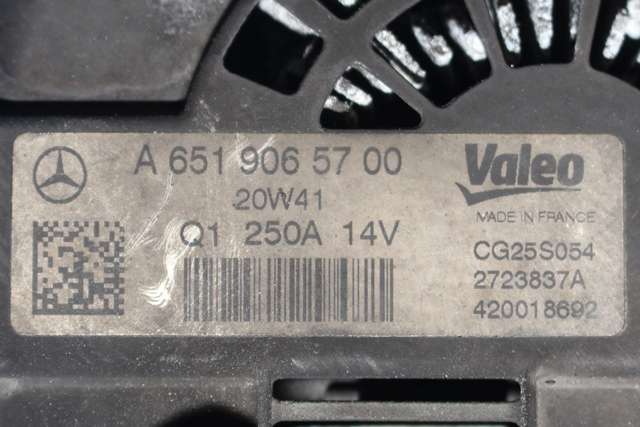 A 651 906 57 00
20W41
Q1 250A 14V
Valeo
MADE IN FRANCE
CG25S054
2723837A
420018692